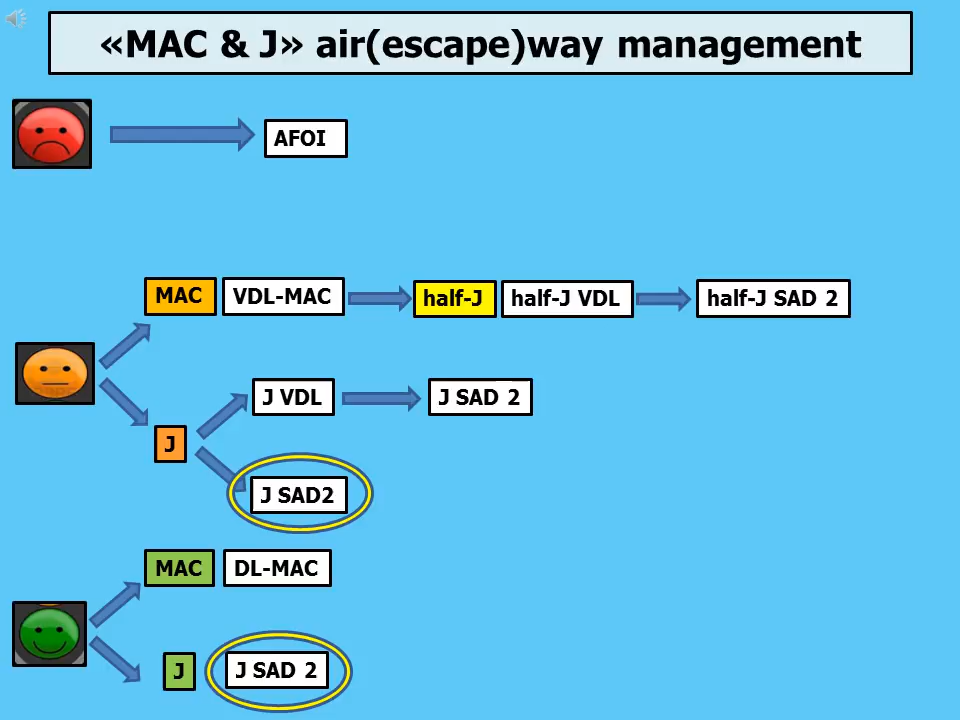 «MAC & J» air(escape)way management
AFOI
MAC VDL-MAC half-J half-J VDL half-J SAD 2
J VDL J SAD 2
J
J SAD2
MAC DL-MAC
J J SAD 2